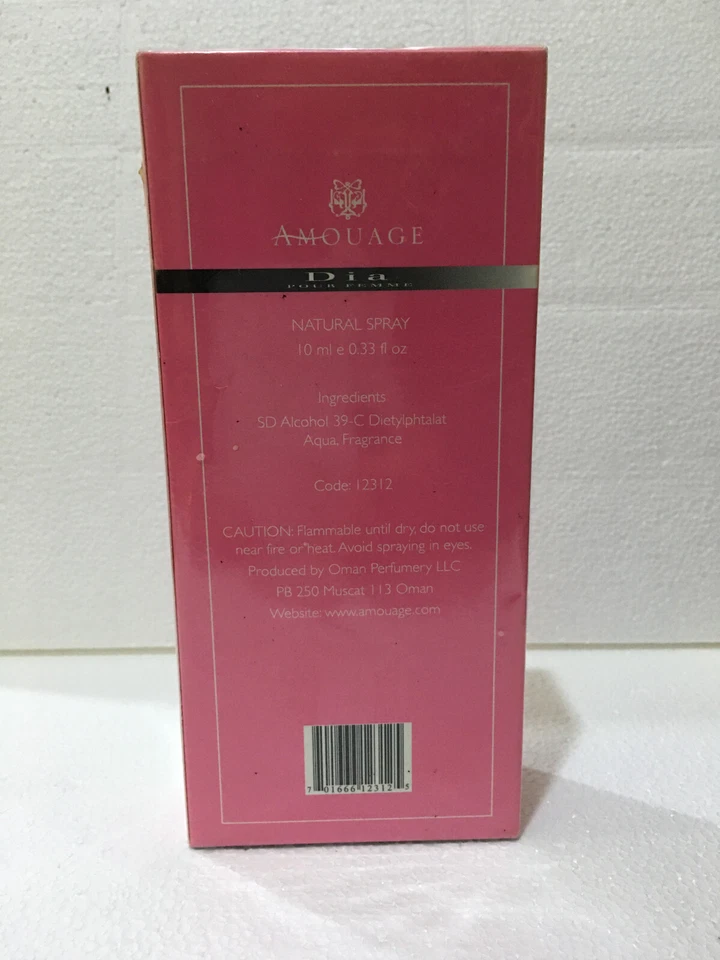 AMOUAGE
Dia
POUR FEMME
NATURAL SPRAY
10 ml e 0.33 fl oz
Ingredients
SD Alcohol 39-C Dietyiphtalat
Aqua, Fragrance
Code: 12312
CAUTION: Flammable until dry, do not use
near fire or heat. Avoid spraying in eyes.
Produced by Oman Perfumery LLC
PB 250 Muscat 113 Oman
Website: www.amouage.com
7 01666 12312 5